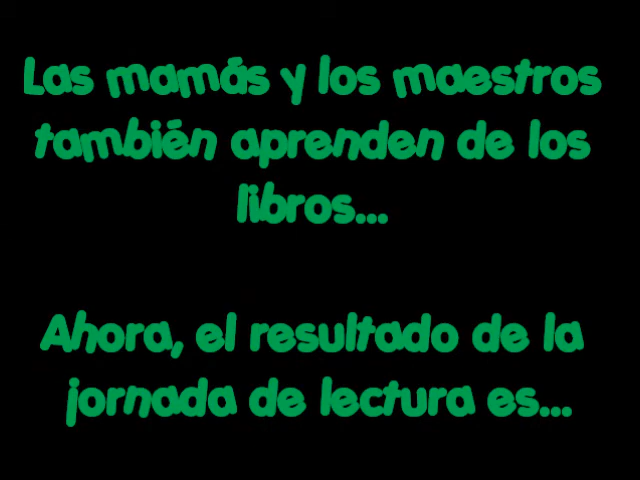 Las mamás y los maestros
también aprenden de los
libros...
Ahora, el resultado de la
jornada de lectura es...